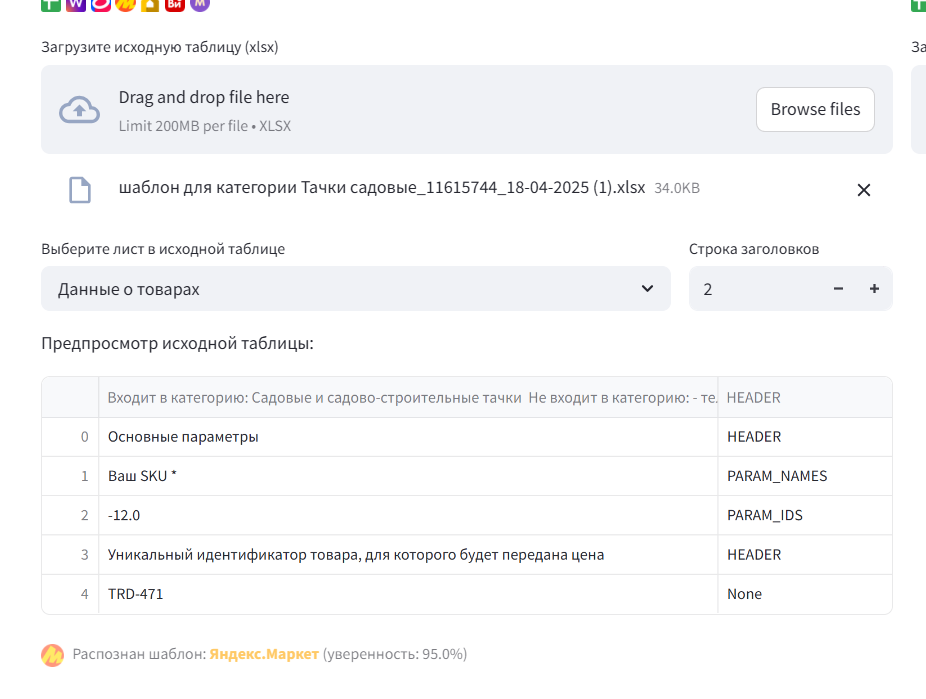 Загрузите исходную таблицу (xlsx)
За
Drag and drop file here
Limit 200MB per file • XLSX
Browse files
шаблон для категории Тачки садовые_11615744_18-04-2025 (1).xlsx 34.0KB
Выберите лист в исходной таблице
Строка заголовков
Данные о товарах
2
Предпросмотр исходной таблицы:
Входит в категорию: Садовые и садово-строительные тачки Не входит в категорию: - те. HEADER
0 Основные параметры HEADER
1 Ваш SKU * PARAM_NAMES
2 -12.0 PARAM_IDS
3 Уникальный идентификатор товара, для которого будет передана цена HEADER
4 TRD-471 None
Распознан шаблон: Яндекс.Маркет (уверенность: 95.0%)